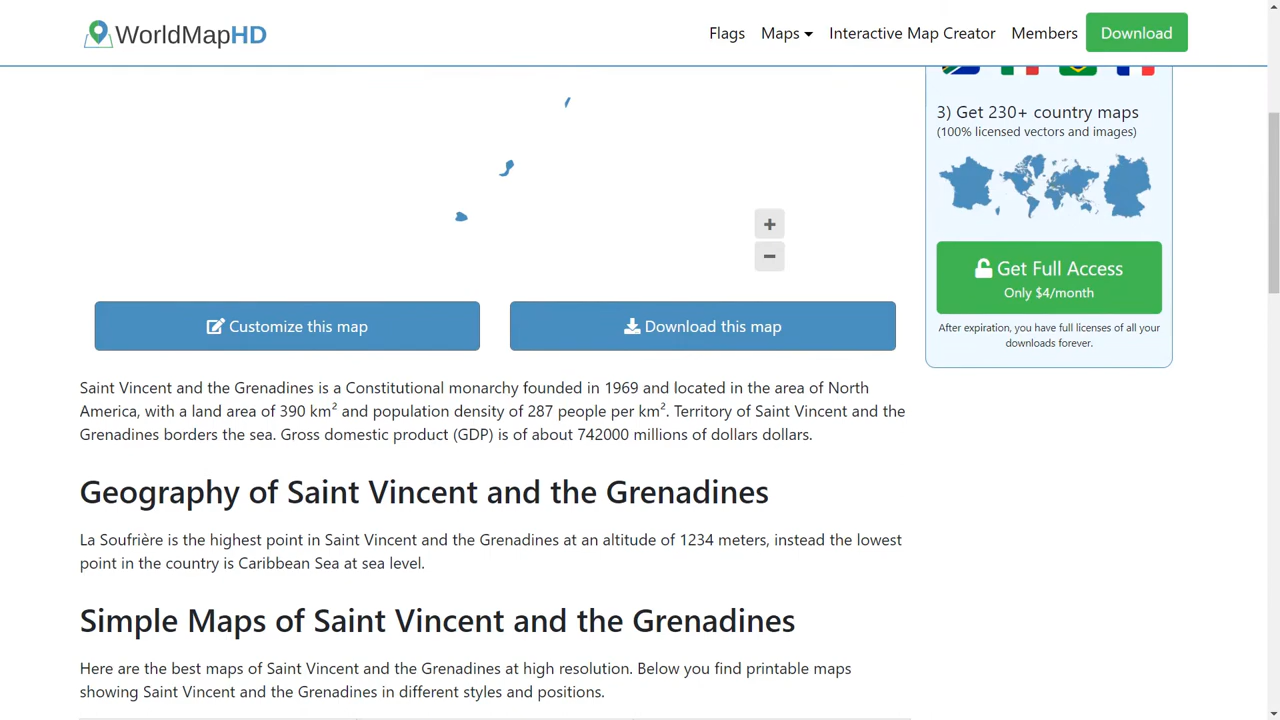 WorldMapHD
Flags
Maps
Interactive Map Creator
Members
Download
3) Get 230+ country maps
(100% licensed vectors and images)
Get Full Access
Only $4/month
After expiration, you have full licenses of all your
downloads forever.
Customize this map
Download this map
Saint Vincent and the Grenadines is a Constitutional monarchy founded in 1969 and located in the area of North
America, with a land area of 390 km² and population density of 287 people per km². Territory of Saint Vincent and the
Grenadines borders the sea. Gross domestic product (GDP) is of about 742000 millions of dollars dollars.
Geography of Saint Vincent and the Grenadines
La Soufrière is the highest point in Saint Vincent and the Grenadines at an altitude of 1234 meters, instead the lowest
point in the country is Caribbean Sea at sea level.
Simple Maps of Saint Vincent and the Grenadines
Here are the best maps of Saint Vincent and the Grenadines at high resolution. Below you find printable maps
showing Saint Vincent and the Grenadines in different styles and positions.